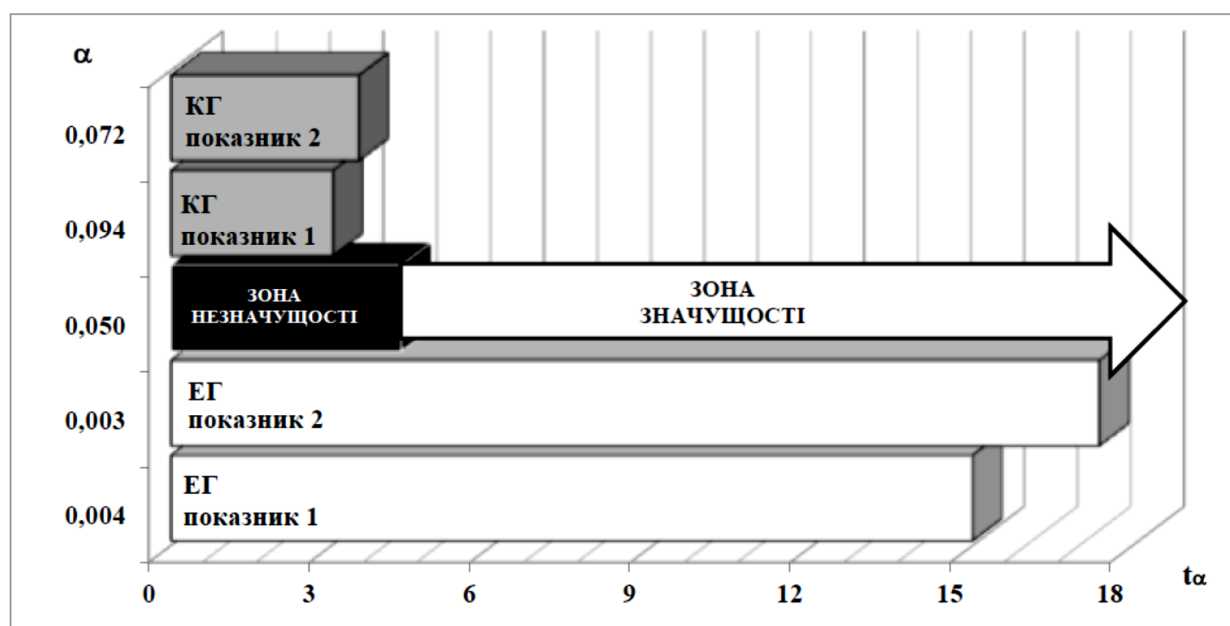 α
КГ
показник 2
0,072
КГ
показник 1
0,094
ЗОНА
НЕЗНАЧУЩОСТІ
ЗОНА
ЗНАЧУЩОСТІ
0,050
ЕГ
показник 2
0,003
ЕГ
показник 1
0,004
0 3 6 9 12 15 18
tα